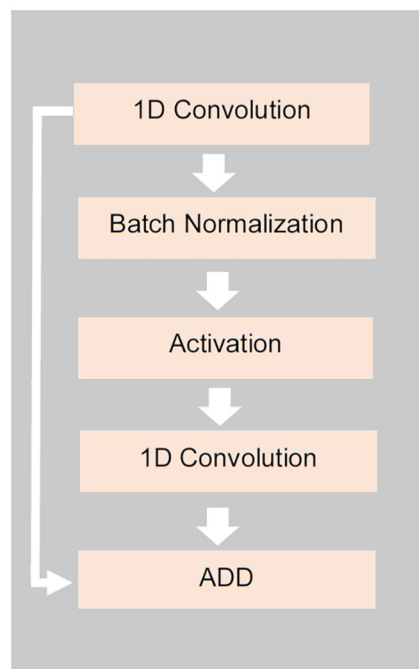 1D Convolution
Batch Normalization
Activation
1D Convolution
ADD